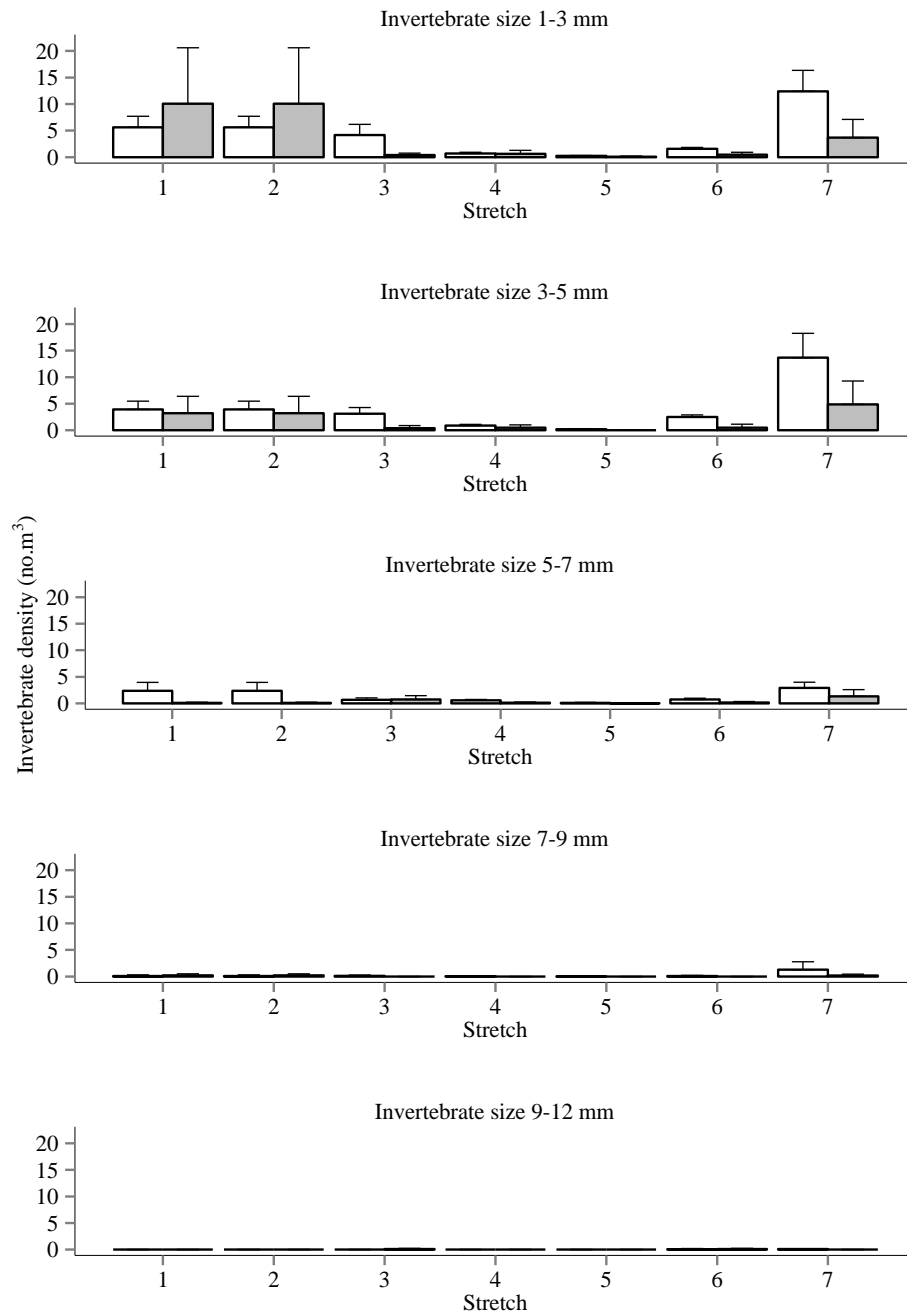 Invertebrate size 1-3 mm
20
15
10
5
0
1 2 3 4 5 6 7
Stretch
Invertebrate size 3-5 mm
20
15
10
5
0
1 2 3 4 5 6 7
Stretch
Invertebrate density (no.m³)
Invertebrate size 5-7 mm
20
15
10
5
0
1 2 3 4 5 6 7
Stretch
Invertebrate size 7-9 mm
20
15
10
5
0
1 2 3 4 5 6 7
Stretch
Invertebrate size 9-12 mm
20
15
10
5
0
1 2 3 4 5 6 7
Stretch